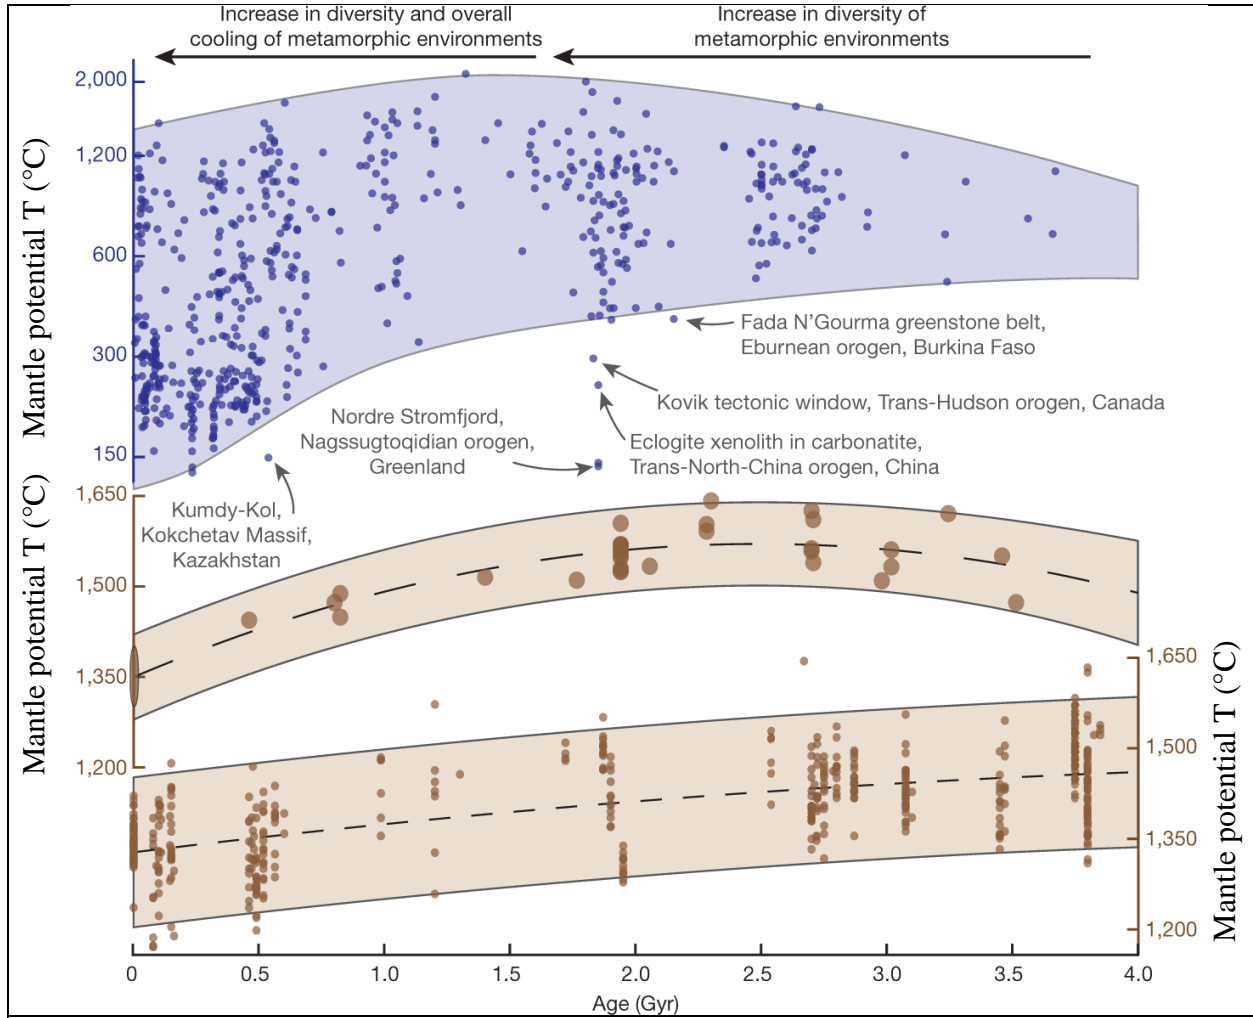 Increase in diversity and overall
cooling of metamorphic environments
Increase in diversity of
metamorphic environments
Mantle potential T (°C)
2,000
1,200
600
300
150
Fada N'Gourma greenstone belt,
Eburnean orogen, Burkina Faso
Kovik tectonic window, Trans-Hudson orogen, Canada
Nordre Stromfjord,
Nagssugtoqidian orogen,
Greenland
Eclogite xenolith in carbonatite,
Trans-North-China orogen, China
Kumdy-Kol,
Kokchetav Massif,
Kazakhstan
Mantle potential T (°C)
1,650
1,500
1,350
1,200
Mantle potential T (°C)
1,650
1,500
1,350
1,200
0 0.5 1.0 1.5 2.0 2.5 3.0 3.5 4.0
Age (Gyr)